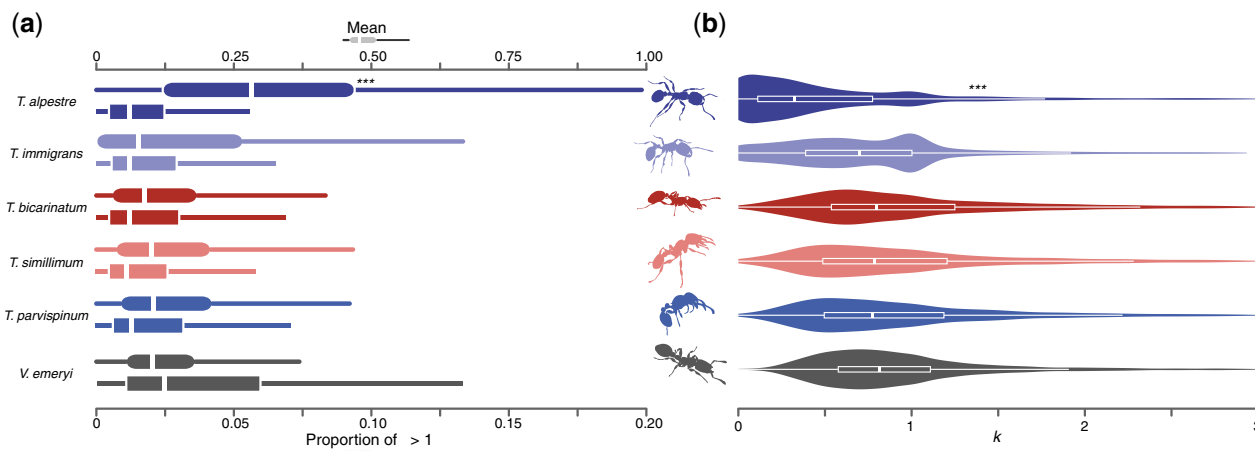 (a)
Mean
0 0.25 0.50 0.75 1.00
T. alpestre
***
T. immigrans
T. bicarinatum
T. simillimum
T. parvispinum
V. emeryi
0 0.05 0.10 0.15 0.20
Proportion of > 1
(b)
***
0 1 2 3
k